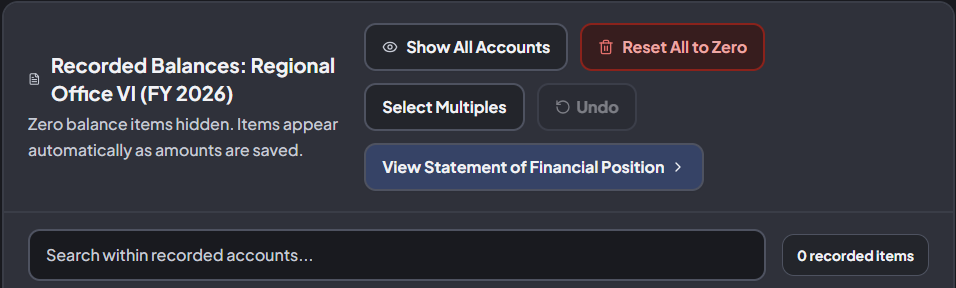 Recorded Balances: Regional
Office VI (FY 2026)
Zero balance items hidden. Items appear
automatically as amounts are saved.
Show All Accounts
Reset All to Zero
Select Multiples
Undo
View Statement of Financial Position
Search within recorded accounts...
0 recorded items